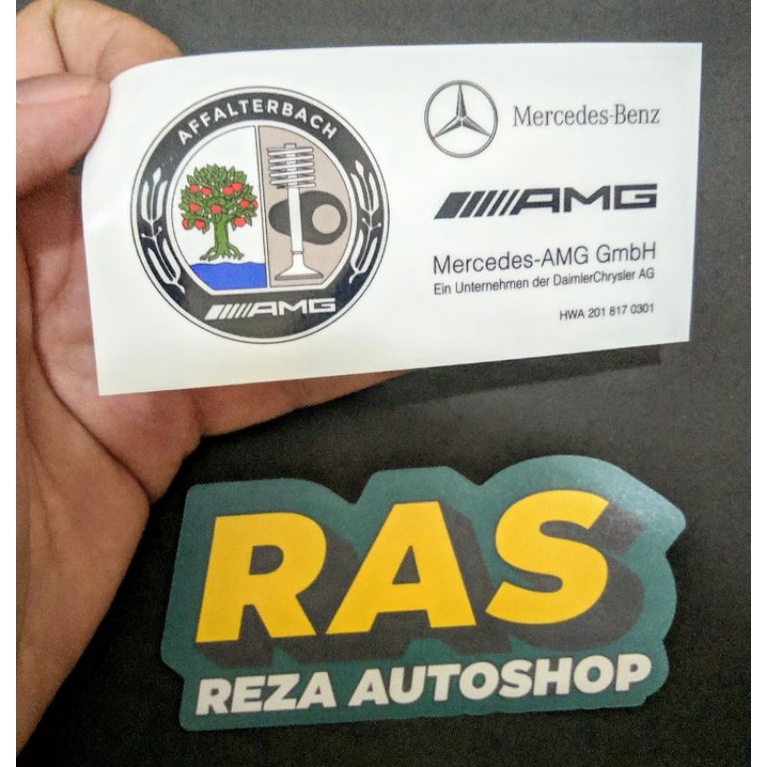 AFFALTERBACH
AMG
Mercedes-Benz
AMG
Mercedes-AMG GmbH
Ein Unternehmen der DaimlerChrysler AG
HWA 201 817 0301
RAS
REZA AUTOSHOP